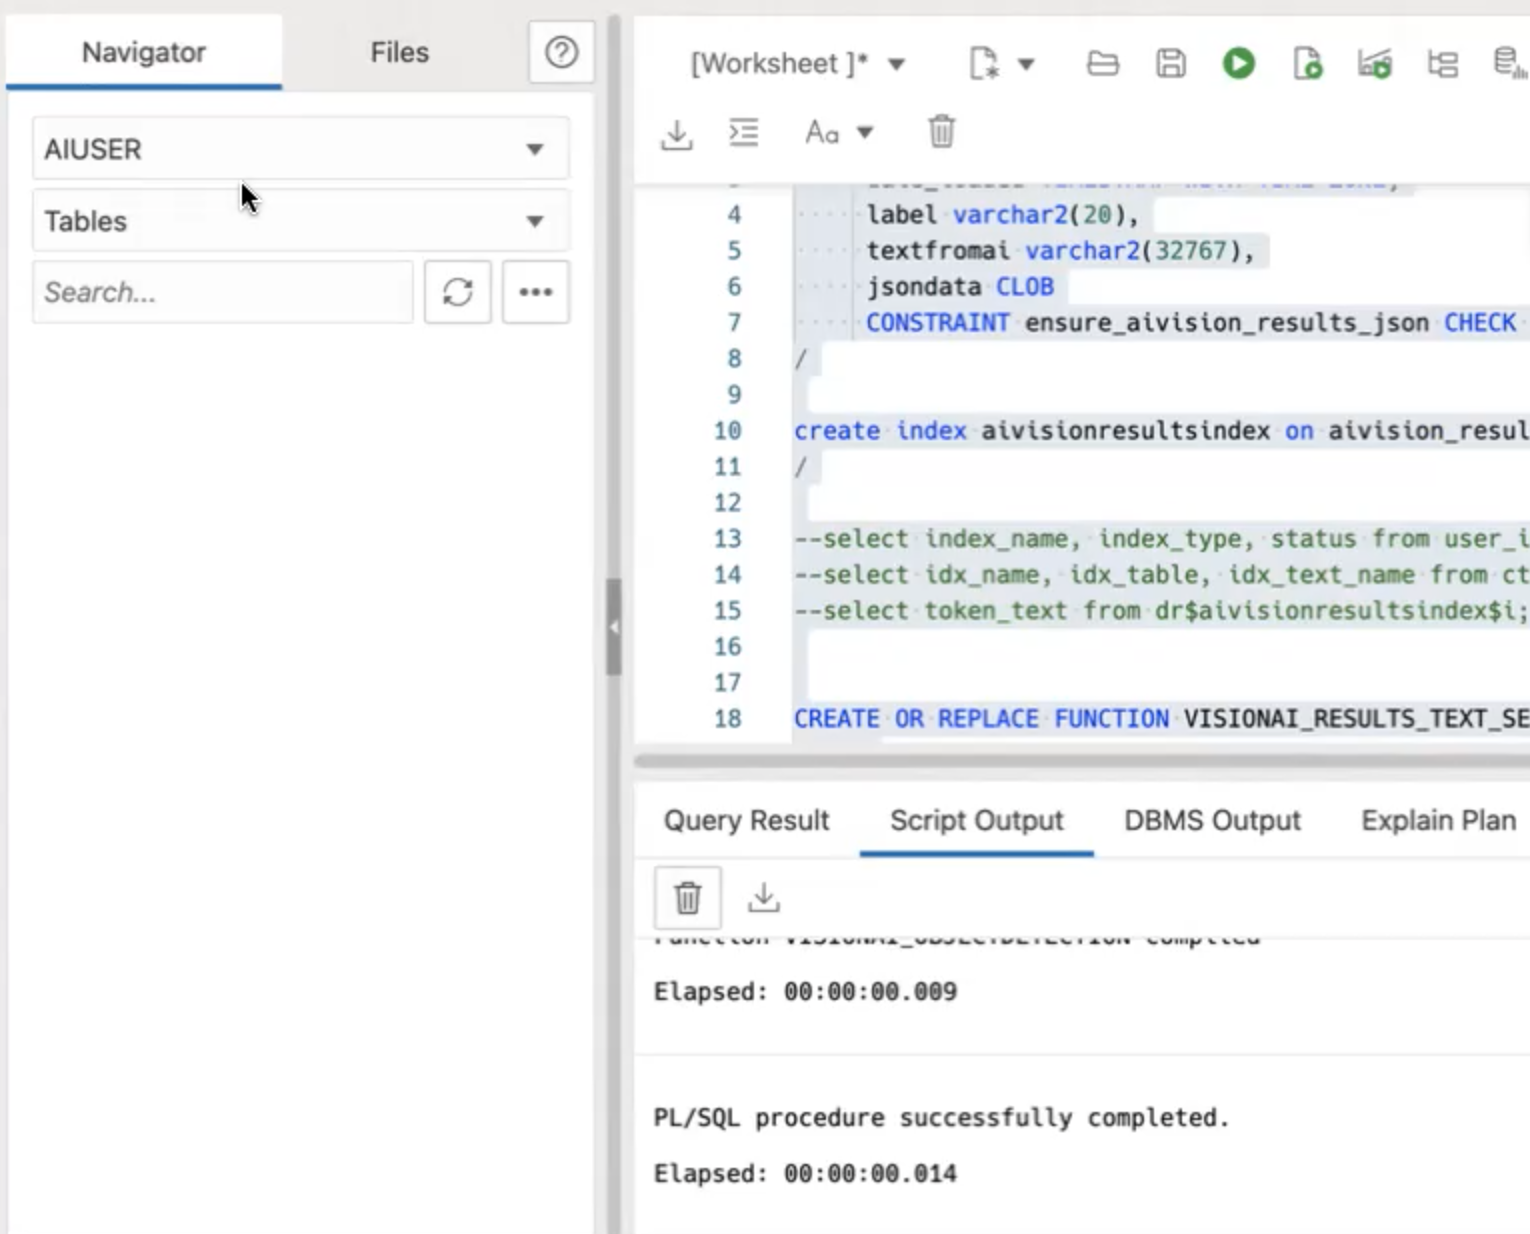 Navigator
Files
AIUSER
Tables
Search...
[Worksheet ]*
Aa
4 label varchar2(20),
5 textfromai varchar2(32767),
6 jsondata CLOB
7 CONSTRAINT ensure_aivision_results_json CHECK
8 /
9
10 create index aivisionresultsindex on aivision_resul
11 /
12
13 --select index_name, index_type, status from user_i
14 --select idx_name, idx_table, idx_text_name from ct
15 --select token_text from dr$aivisionresultsindex$i;
16
17
18 CREATE OR REPLACE FUNCTION VISIONAI_RESULTS_TEXT_SE
Query Result
Script Output
DBMS Output
Explain Plan
Function VISIONAI_OBJECTDETECTION compiled
Elapsed: 00:00:00.009
PL/SQL procedure successfully completed.
Elapsed: 00:00:00.014